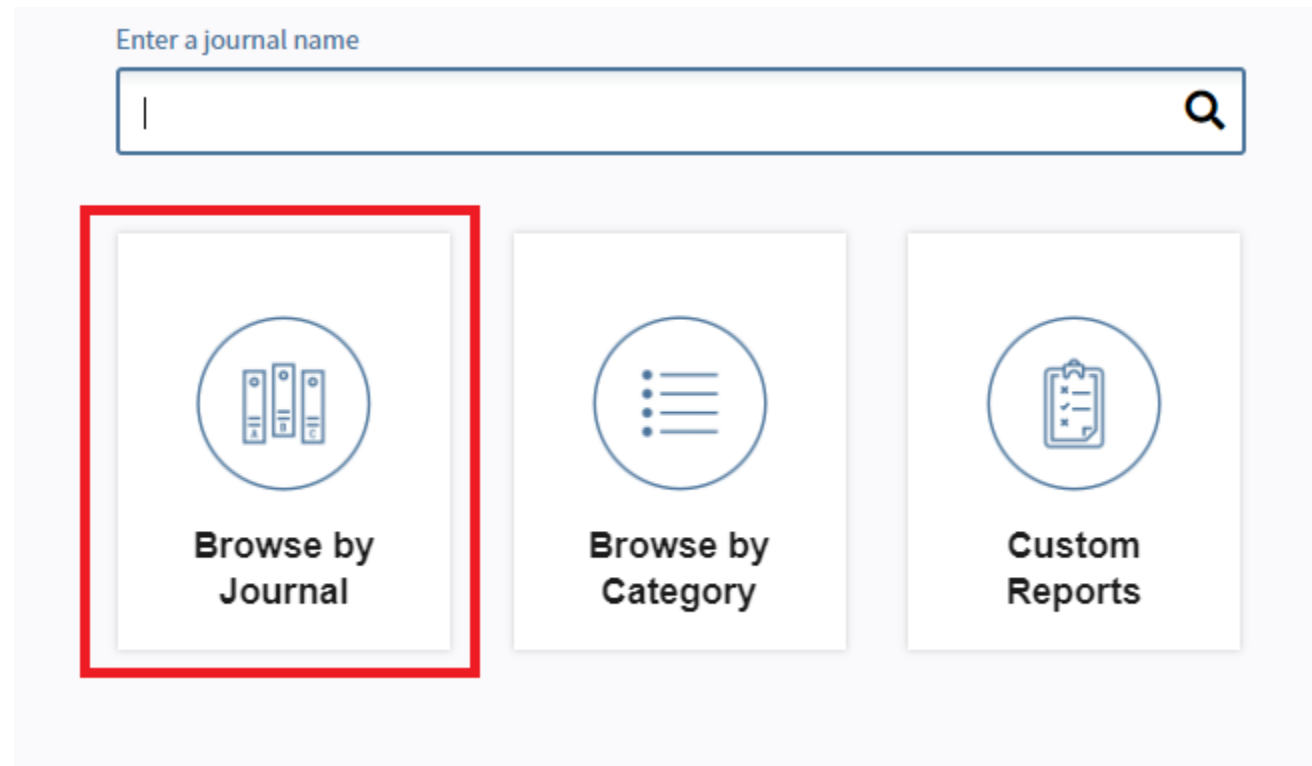 Enter a journal name
A B C
Browse by
Journal
Browse by
Category
Custom
Reports